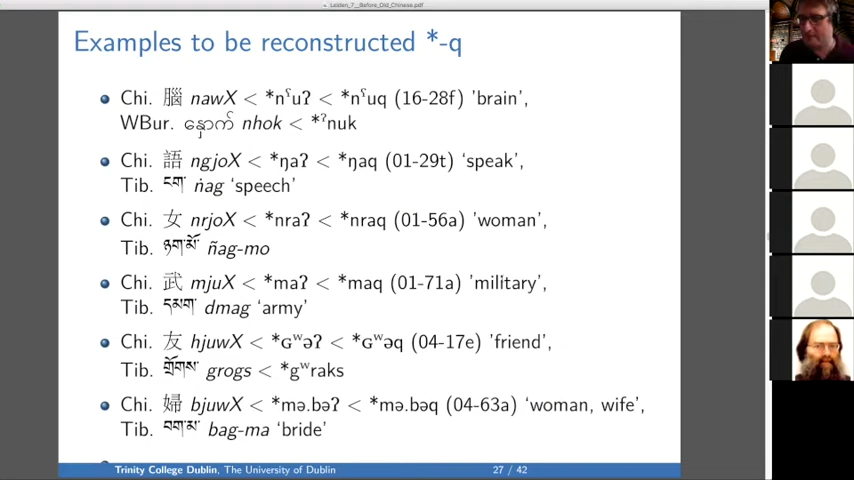 Leiden_7__Before_Old_Chinese.pdf
Examples to be reconstructed *-q
Chi. 腦 nawX < *nˤuʔ < *nˤuq (16-28f) 'brain',
WBur. နှောက် nhok < *ˀnuk
Chi. 語 ngjoX < *ŋaʔ < *ŋaq (01-29t) ‘speak’,
Tib. ངག་ ṅag ‘speech’
Chi. 女 nrjoX < *nraʔ < *nraq (01-56a) 'woman',
Tib. ཉག་མོ་ ñag-mo
Chi. 武 mjuX < *maʔ < *maq (01-71a) 'military',
Tib. དམག་ dmag ‘army’
Chi. 友 hjuwX < *ɢʷəʔ < *ɢʷəq (04-17e) 'friend',
Tib. གྲོགས་ grogs < *gʷraks
Chi. 婦 bjuwX < *mə.bəʔ < *mə.bəq (04-63a) ‘woman, wife’,
Tib. བག་མ་ bag-ma ‘bride’
Trinity College Dublin, The University of Dublin 27 / 42